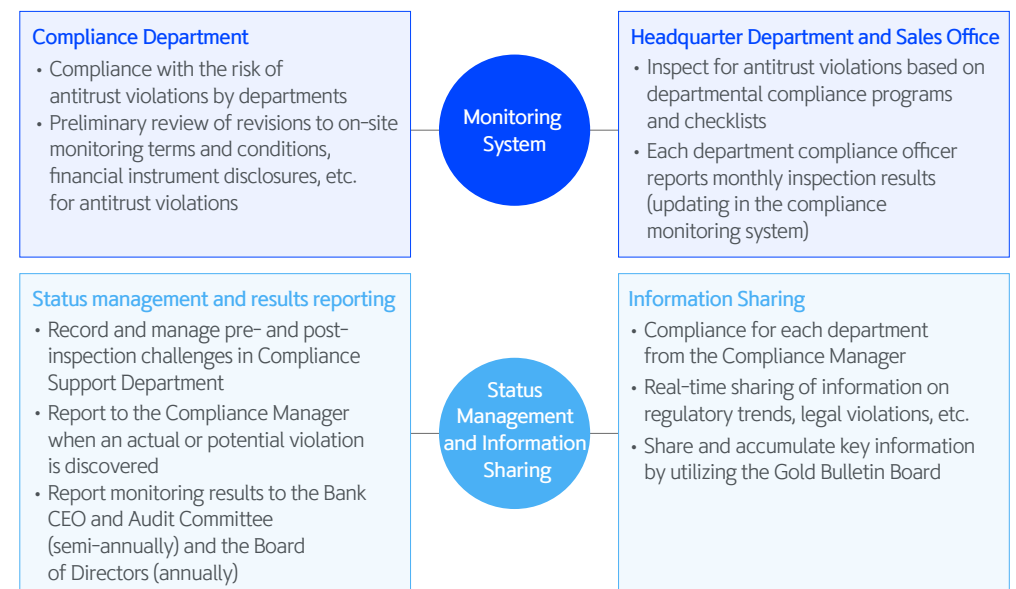 Compliance Department
• Compliance with the risk of
antitrust violations by departments
• Preliminary review of revisions to on-site
monitoring terms and conditions,
financial instrument disclosures, etc.
for antitrust violations
Monitoring
System
Headquarter Department and Sales Office
• Inspect for antitrust violations based on
departmental compliance programs
and checklists
• Each department compliance officer
reports monthly inspection results
(updating in the compliance
monitoring system)
Status management and results reporting
• Record and manage pre- and post-
inspection challenges in Compliance
Support Department
• Report to the Compliance Manager
when an actual or potential violation
is discovered
• Report monitoring results to the Bank
CEO and Audit Committee
(semi-annually) and the Board
of Directors (annually)
Status
Management
and Information
Sharing
Information Sharing
• Compliance for each department
from the Compliance Manager
• Real-time sharing of information on
regulatory trends, legal violations, etc.
• Share and accumulate key information
by utilizing the Gold Bulletin Board